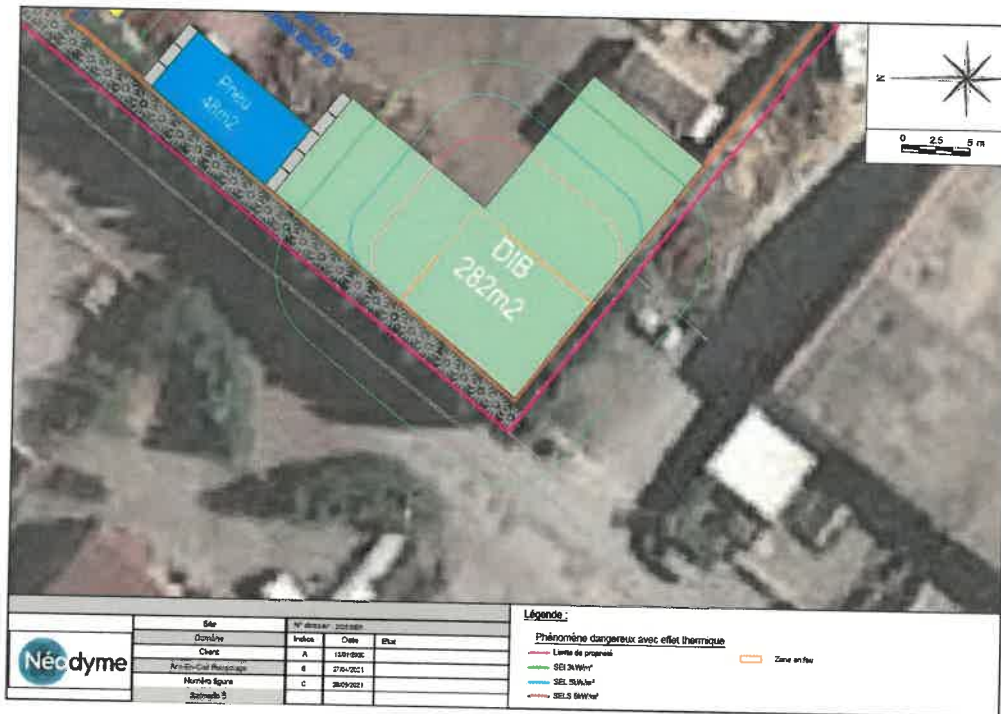 Pneu
48m2
DIB
282m2
N
0 2.5 5 m
Néodyme
Site
N° dossier :
Domaine
Indice Date Etat
Client
A
B 27/04/2021
Numéro figure
C 28/09/2021
Légende :
Phénomène dangereux avec effet thermique
Limite de propriété
SEI 3kW/m²
SEL 5kW/m²
SELS 8kW/m²
Zone en feu